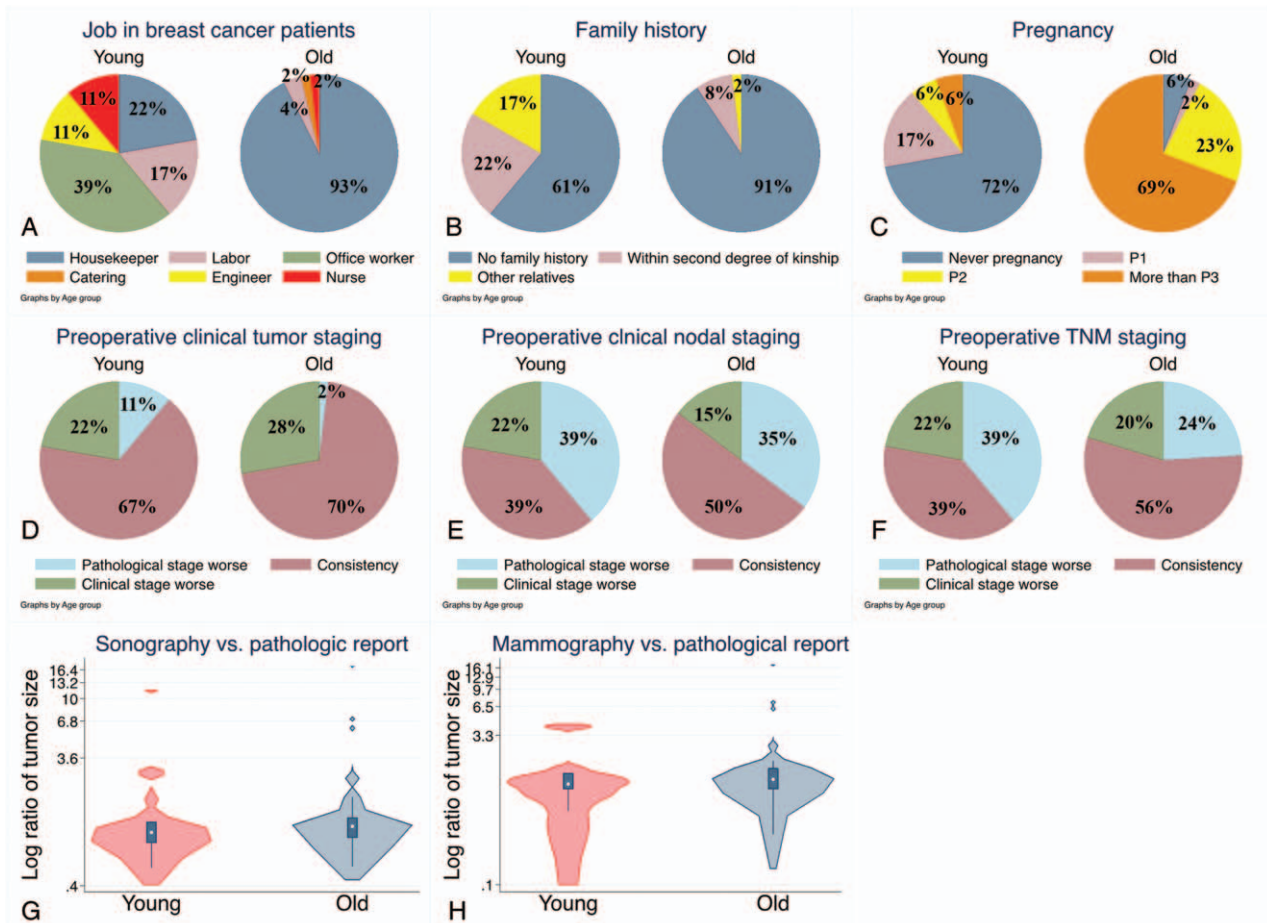 Job in breast cancer patients
Young Old
11% 22% 11% 17% 39%
2% 2% 4% 93%
A
Housekeeper Labor Office worker
Catering Engineer Nurse
Graphs by Age group
Family history
Young Old
17% 22% 61%
8% 2% 91%
B
No family history Within second degree of kinship
Other relatives
Graphs by Age group
Pregnancy
Young Old
6% 6% 17% 72%
6% 2% 23% 69%
C
Never pregnancy P1
P2 More than P3
Graphs by Age group
Preoperative clinical tumor staging
Young Old
11% 22% 67%
2% 28% 70%
D
Pathological stage worse Consistency
Clinical stage worse
Graphs by Age group
Preoperative clnical nodal staging
Young Old
22% 39% 39%
15% 35% 50%
E
Pathological stage worse Consistency
Clinical stage worse
Graphs by Age group
Preoperative TNM staging
Young Old
22% 39% 39%
20% 24% 56%
F
Pathological stage worse Consistency
Clinical stage worse
Graphs by Age group
Sonography vs. pathologic report
Log ratio of tumor size
16.4
13.2
10
6.8
3.6
.4
Young Old
G
Mammography vs. pathological report
Log ratio of tumor size
16.1
12.9
9.7
6.5
3.3
.1
Young Old
H